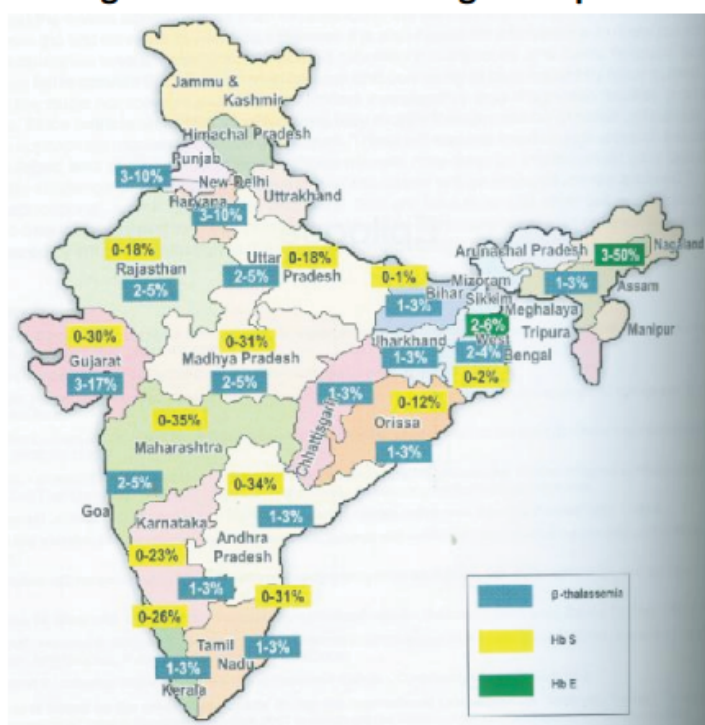 Jammu &
Kashmir
Himachal Pradesh
Punjab
3-10%
New Delhi
Uttrakhand
Haryana
3-10%
0-18%
Rajasthan
2-5%
0-18%
Uttar
Pradesh
2-5%
0-1%
Bihar
1-3%
Arunachal Pradesh
3-50%
Nagaland
1-3%
Assam
Mizoram
Sikkim
Meghalaya
Tripura
Manipur
2-6%
West
2-4%
Bengal
0-2%
Jharkhand
1-3%
0-30%
Gujarat
3-17%
0-31%
Madhya Pradesh
2-5%
1-3%
Chhattisgarh
0-12%
Orissa
1-3%
0-35%
Maharashtra
2-5%
Goa
0-34%
1-3%
Andhra
Pradesh
Karnataka
0-23%
1-3%
0-26%
0-31%
Tamil
Nadu
1-3%
1-3%
Kerala
β-thalassemia
Hb S
Hb E